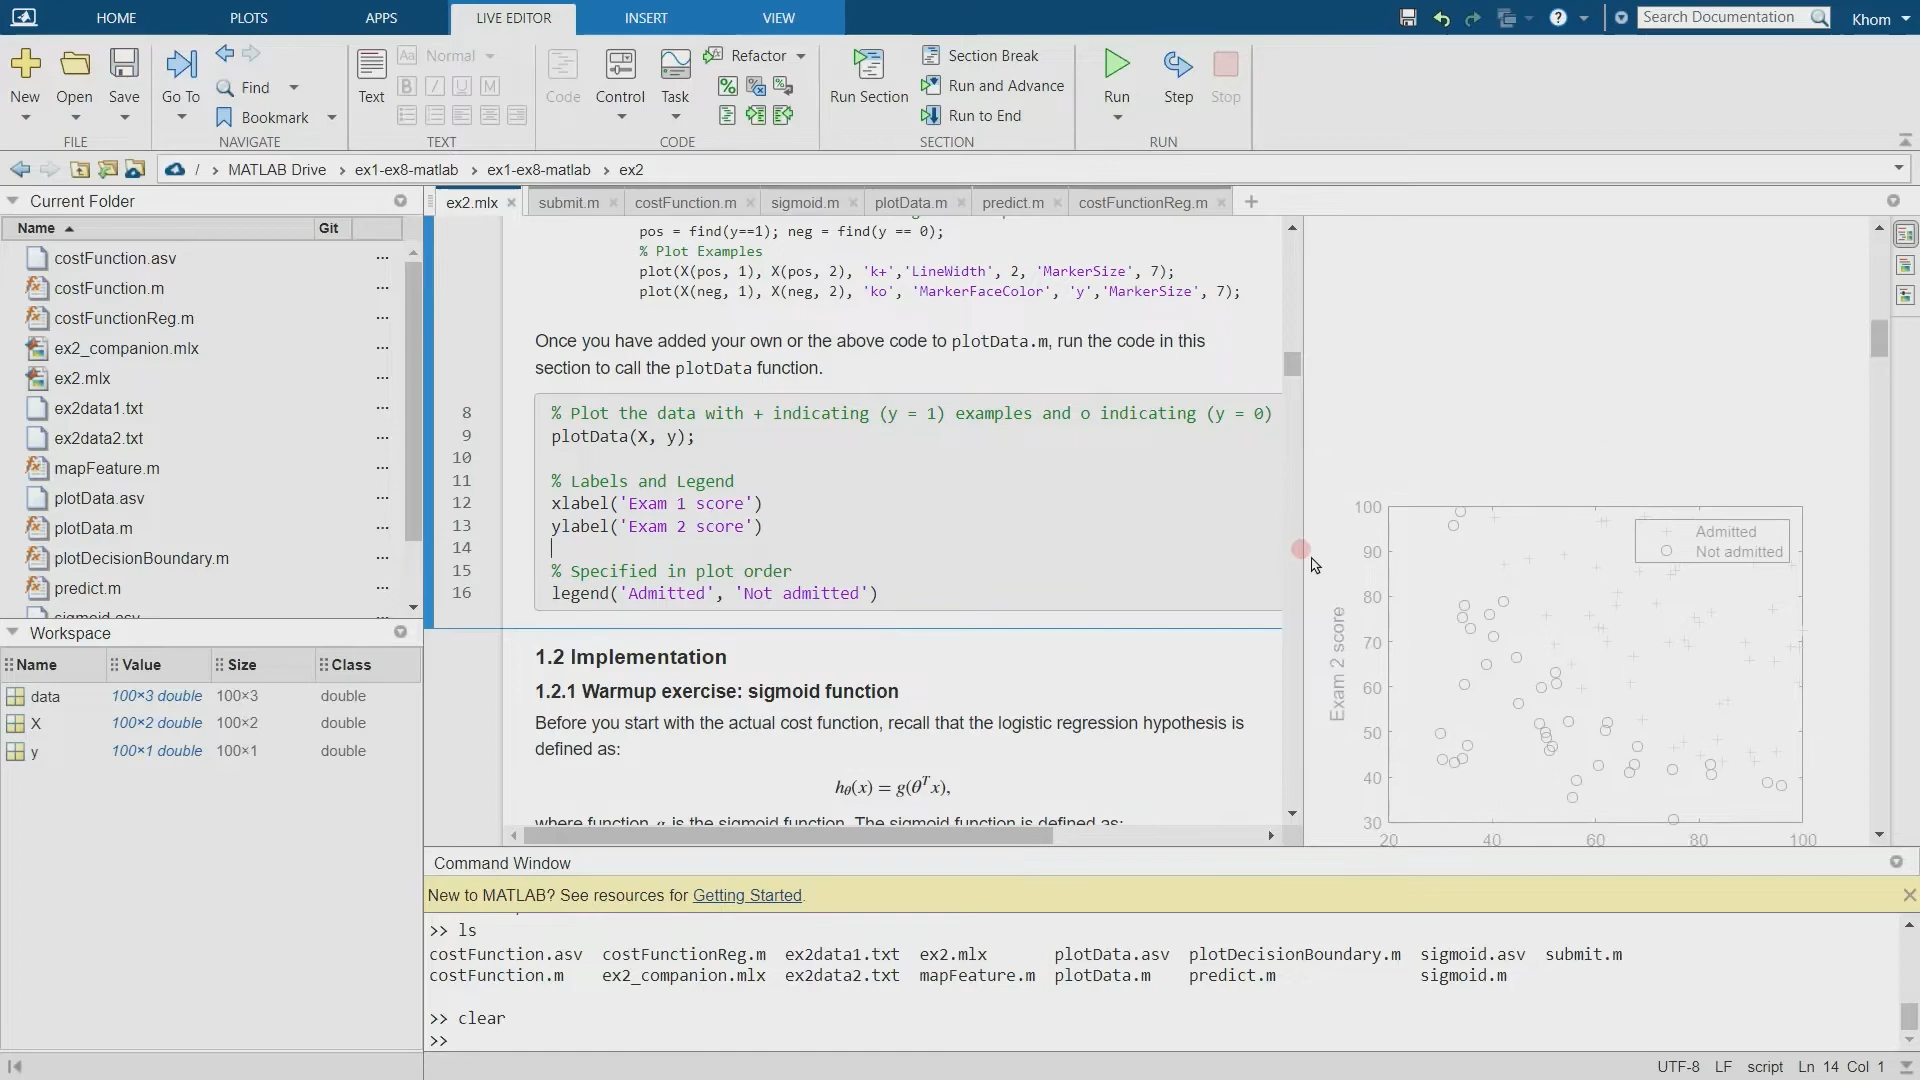 HOME PLOTS APPS LIVE EDITOR INSERT VIEW Search Documentation Khom
New Open Save Go To Find Bookmark Text Normal B I U M Code Control Task Refactor Run Section Section Break Run and Advance Run to End Run Step Stop
FILE NAVIGATE TEXT CODE SECTION RUN
/ › MATLAB Drive › ex1-ex8-matlab › ex1-ex8-matlab › ex2
Current Folder
Name Git
costFunction.asv
costFunction.m
costFunctionReg.m
ex2_companion.mlx
ex2.mlx
ex2data1.txt
ex2data2.txt
mapFeature.m
plotData.asv
plotData.m
plotDecisionBoundary.m
predict.m
sigmoid.asv
Workspace
Name Value Size Class
data 100×3 double 100×3 double
X 100×2 double 100×2 double
y 100×1 double 100×1 double
ex2.mlx submit.m costFunction.m sigmoid.m plotData.m predict.m costFunctionReg.m
pos = find(y==1); neg = find(y == 0);
% Plot Examples
plot(X(pos, 1), X(pos, 2), 'k+','LineWidth', 2, 'MarkerSize', 7);
plot(X(neg, 1), X(neg, 2), 'ko', 'MarkerFaceColor', 'y','MarkerSize', 7);
Once you have added your own or the above code to plotData.m, run the code in this
section to call the plotData function.
8 % Plot the data with + indicating (y = 1) examples and o indicating (y = 0)
9 plotData(X, y);
10
11 % Labels and Legend
12 xlabel('Exam 1 score')
13 ylabel('Exam 2 score')
14
15 % Specified in plot order
16 legend('Admitted', 'Not admitted')
1.2 Implementation
1.2.1 Warmup exercise: sigmoid function
Before you start with the actual cost function, recall that the logistic regression hypothesis is
defined as:
hθ(x) = g(θᵀx),
where function g is the sigmoid function. The sigmoid function is defined as:
100
90
80
70
60
50
40
30
20 40 60 80 100
Exam 2 score
Admitted
Not admitted
Command Window
New to MATLAB? See resources for Getting Started.
>> ls
costFunction.asv costFunctionReg.m ex2data1.txt ex2.mlx plotData.asv plotDecisionBoundary.m sigmoid.asv submit.m
costFunction.m ex2_companion.mlx ex2data2.txt mapFeature.m plotData.m predict.m sigmoid.m
>> clear
>>
UTF-8 LF script Ln 14 Col 1